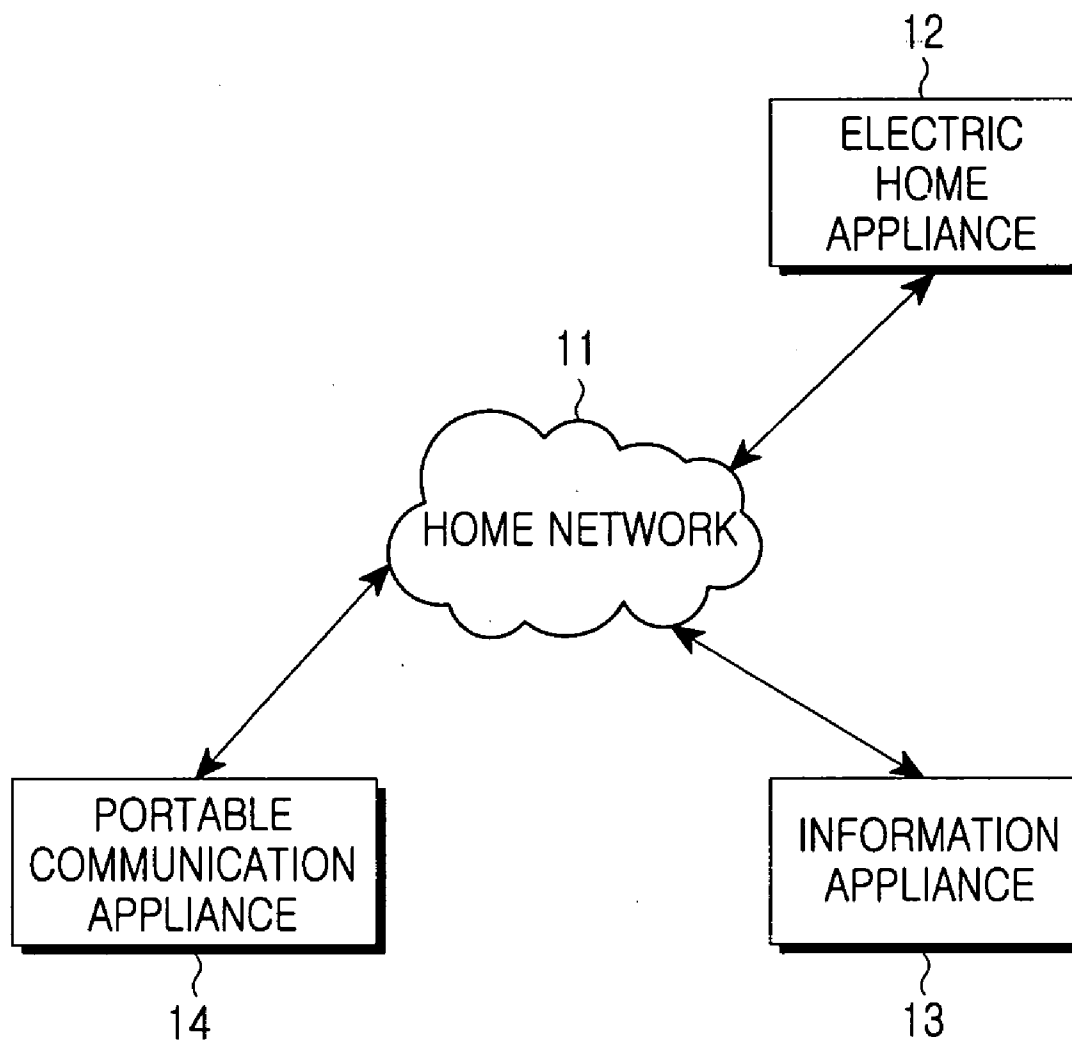 12
ELECTRIC
HOME
APPLIANCE
11
HOME NETWORK
PORTABLE
COMMUNICATION
APPLIANCE
14
INFORMATION
APPLIANCE
13